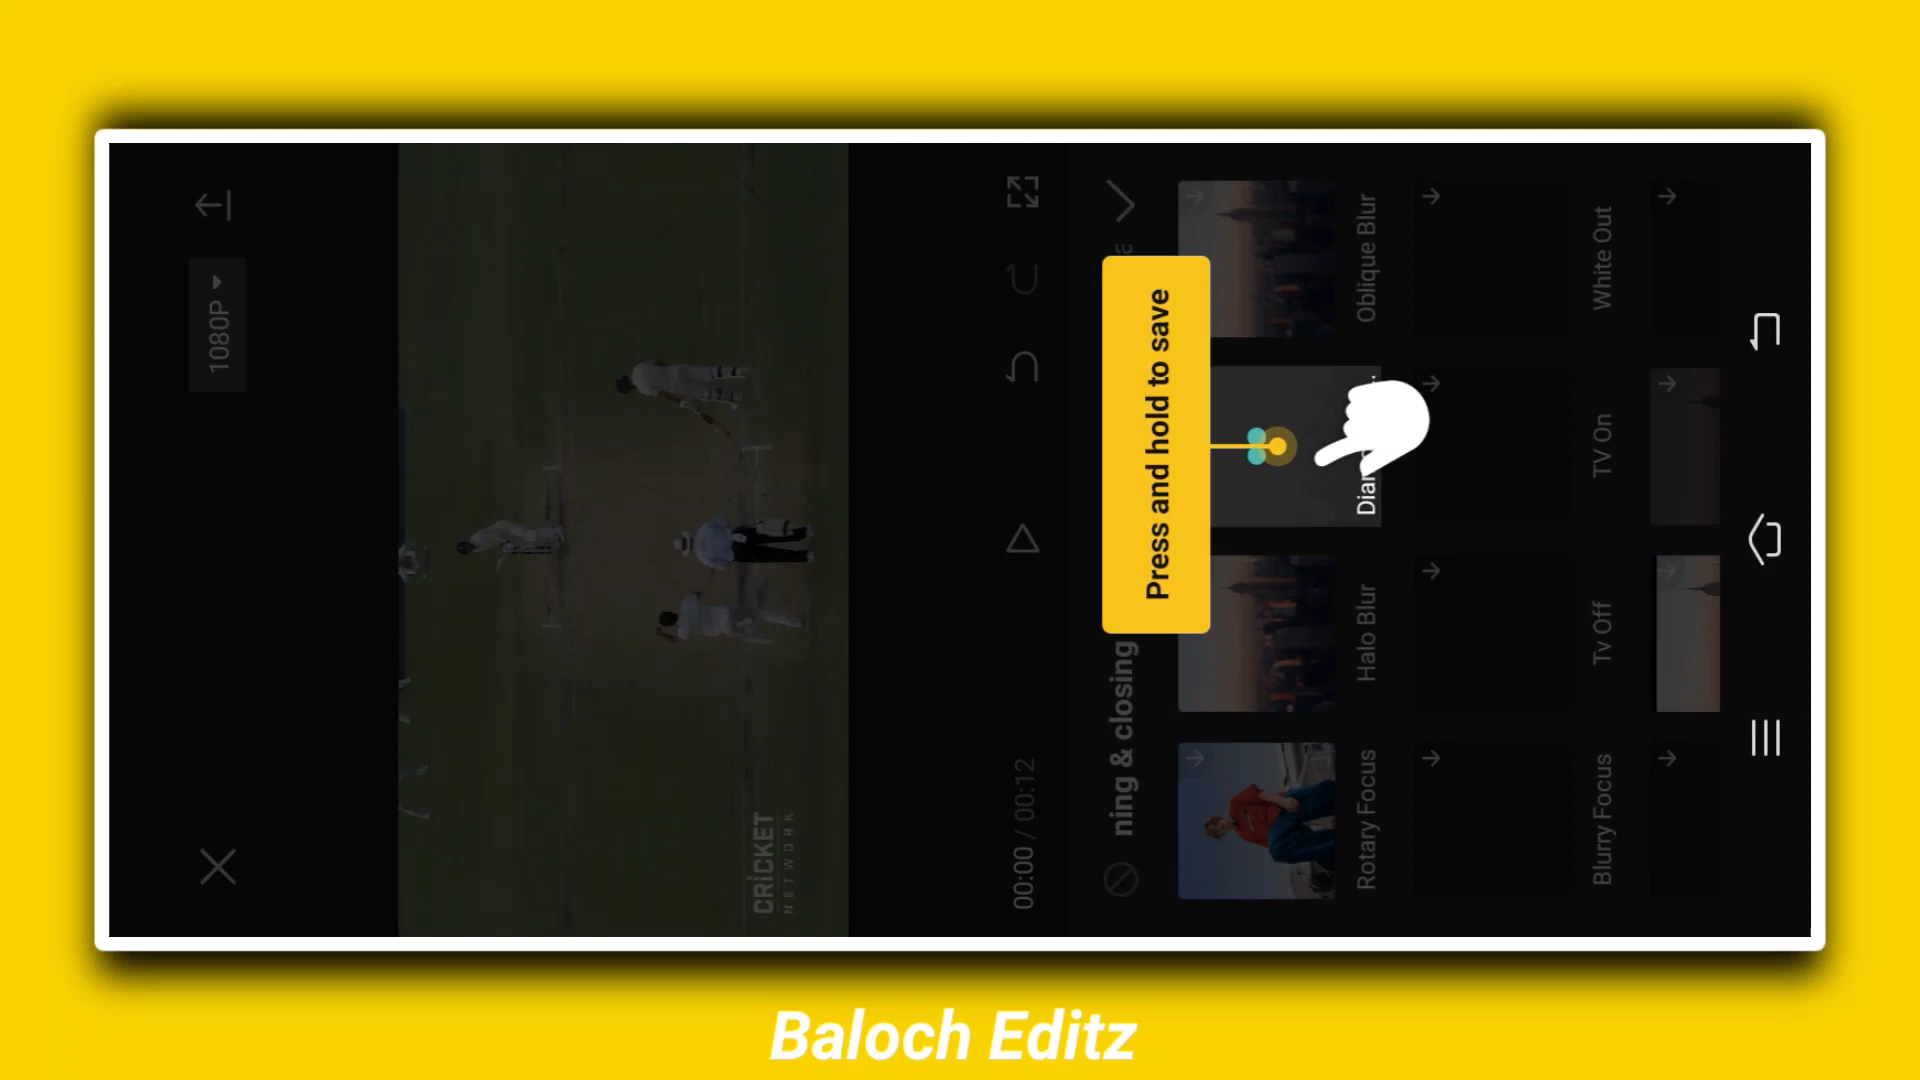 1080P
CRiCKET
NETWORK
00:00 / 00:12
Press and hold to save
ning & closing
Rotary Focus
Halo Blur
Oblique Blur
Blurry Focus
Tv Off
TV On
White Out
Baloch Editz